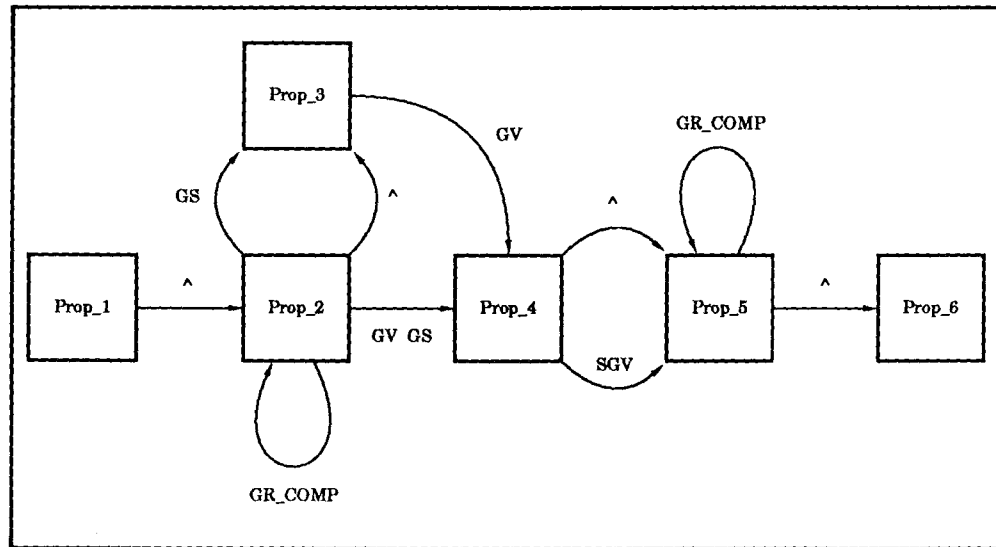 Prop_3
GV
GR_COMP
GS
^
^
Prop_1
^
Prop_2
GV GS
Prop_4
SGV
Prop_5
^
Prop_6
GR_COMP